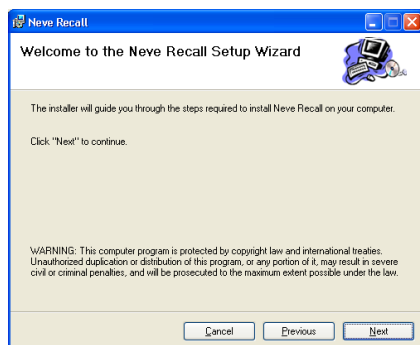 Neve Recall
Welcome to the Neve Recall Setup Wizard
The installer will guide you through the steps required to install Neve Recall on your computer.
Click "Next" to continue.
WARNING: This computer program is protected by copyright law and international treaties.
Unauthorized duplication or distribution of this program, or any portion of it, may result in severe
civil or criminal penalties, and will be prosecuted to the maximum extent possible under the law.
Cancel Previous Next